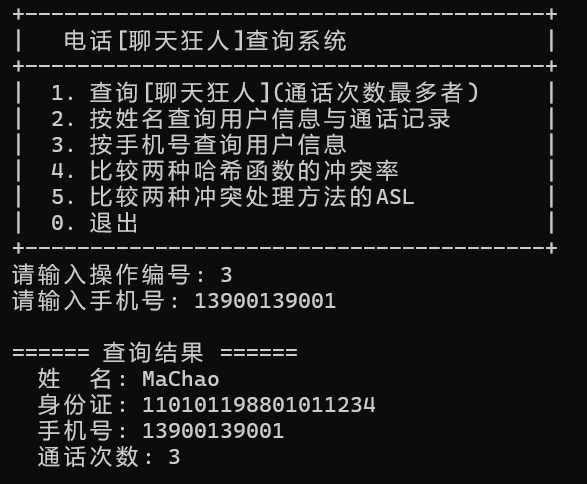 +----------------------------------------+
|   电话[聊天狂人]查询系统               |
+----------------------------------------+
|  1. 查询[聊天狂人](通话次数最多者)     |
|  2. 按姓名查询用户信息与通话记录       |
|  3. 按手机号查询用户信息               |
|  4. 比较两种哈希函数的冲突率           |
|  5. 比较两种冲突处理方法的ASL          |
|  0. 退出                               |
+----------------------------------------+
请输入操作编号: 3
请输入手机号: 13900139001
====== 查询结果 ======
姓  名: MaChao
身份证: 110101198801011234
手机号: 13900139001
通话次数: 3